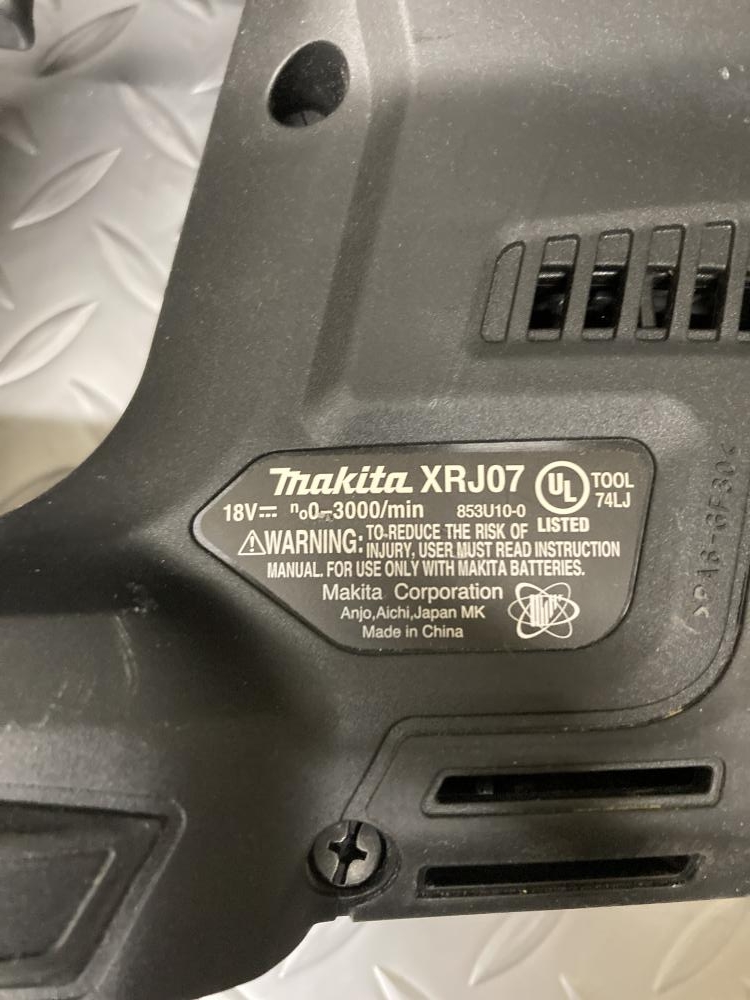 makita XRJ07 UL TOOL
18V⎓ n₀0-3000/min 853U10-0 LISTED 74LJ
⚠WARNING: TO REDUCE THE RISK OF
INJURY, USER MUST READ INSTRUCTION
MANUAL. FOR USE ONLY WITH MAKITA BATTERIES.
Makita Corporation
Anjo,Aichi,Japan MK
Made in China
>PA6-GF30<